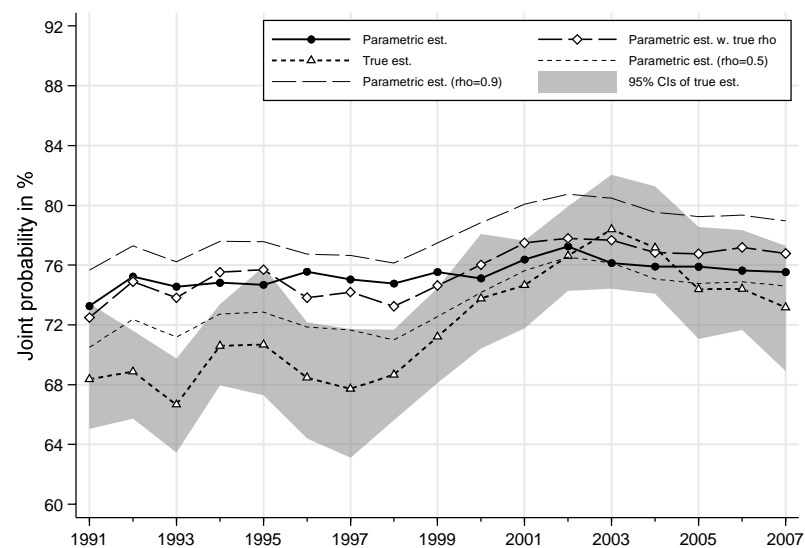 92
88
84
80
76
72
68
64
60
Joint probability in %
Parametric est.
True est.
Parametric est. (rho=0.9)
Parametric est. w. true rho
Parametric est. (rho=0.5)
95% CIs of true est.
1991 1993 1995 1997 1999 2001 2003 2005 2007